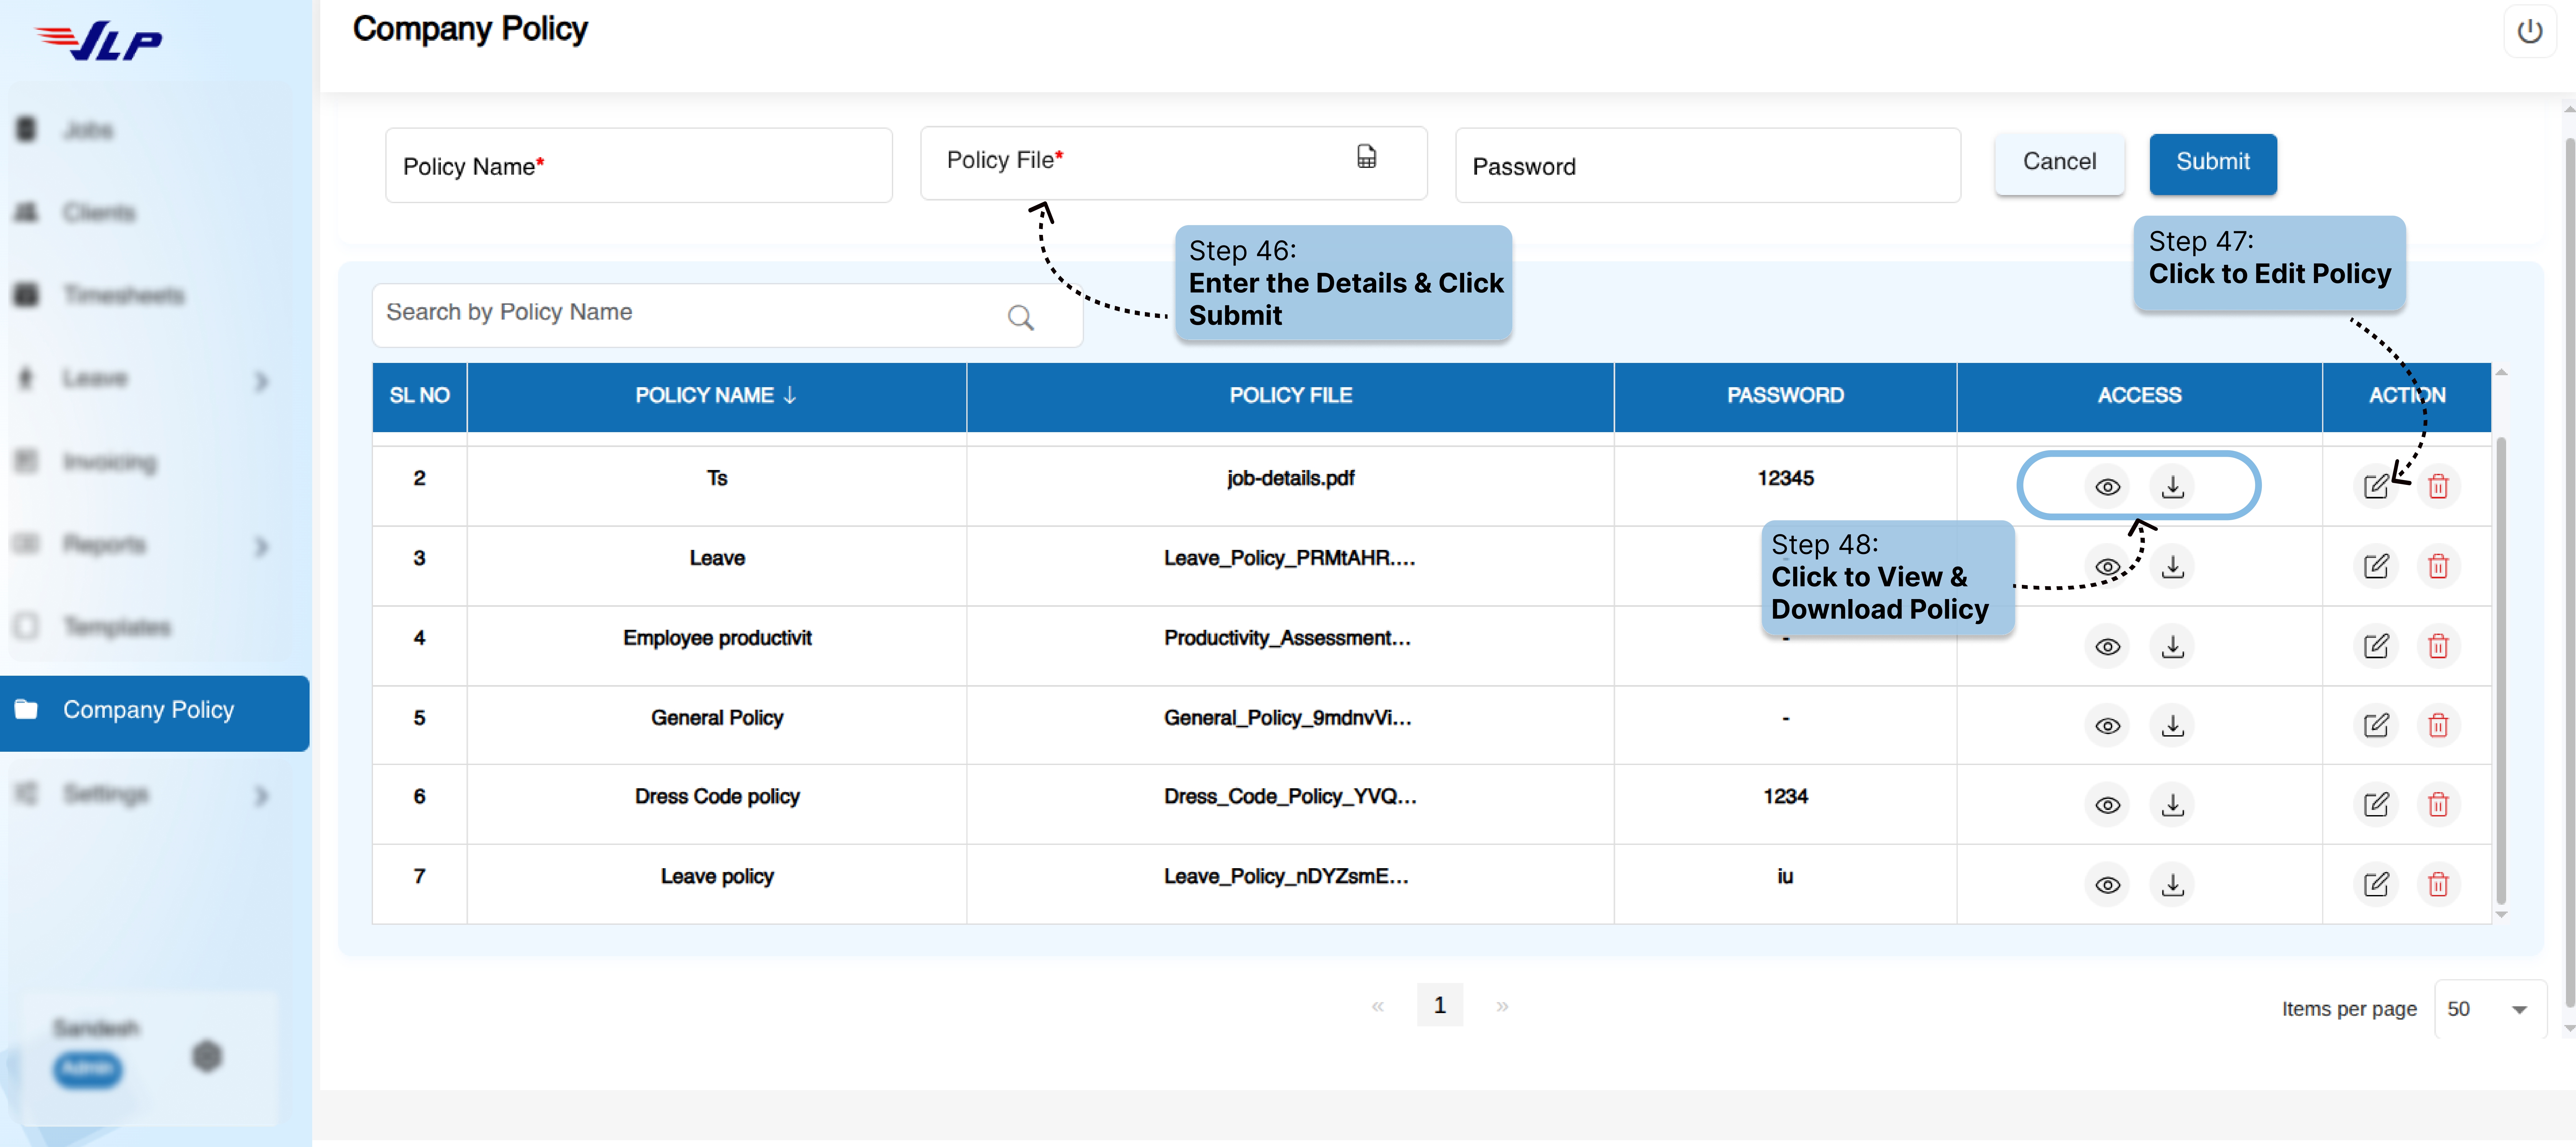 JLP
Company Policy
Jobs
Clients
Timesheets
Leave
Invoicing
Reports
Templates
Company Policy
Settings
Sandesh
Admin
Policy Name*
Policy File*
Password
Cancel
Submit
Step 46:
Enter the Details & Click
Submit
Step 47:
Click to Edit Policy
Search by Policy Name
SL NO POLICY NAME ↓ POLICY FILE PASSWORD ACCESS ACTION
2 Ts job-details.pdf 12345
3 Leave Leave_Policy_PRMtAHR....
Step 48:
Click to View &
Download Policy
4 Employee productivit Productivity_Assessment... -
5 General Policy General_Policy_9mdnvVi... -
6 Dress Code policy Dress_Code_Policy_YVQ... 1234
7 Leave policy Leave_Policy_nDYZsmE... iu
« 1 »
Items per page 50